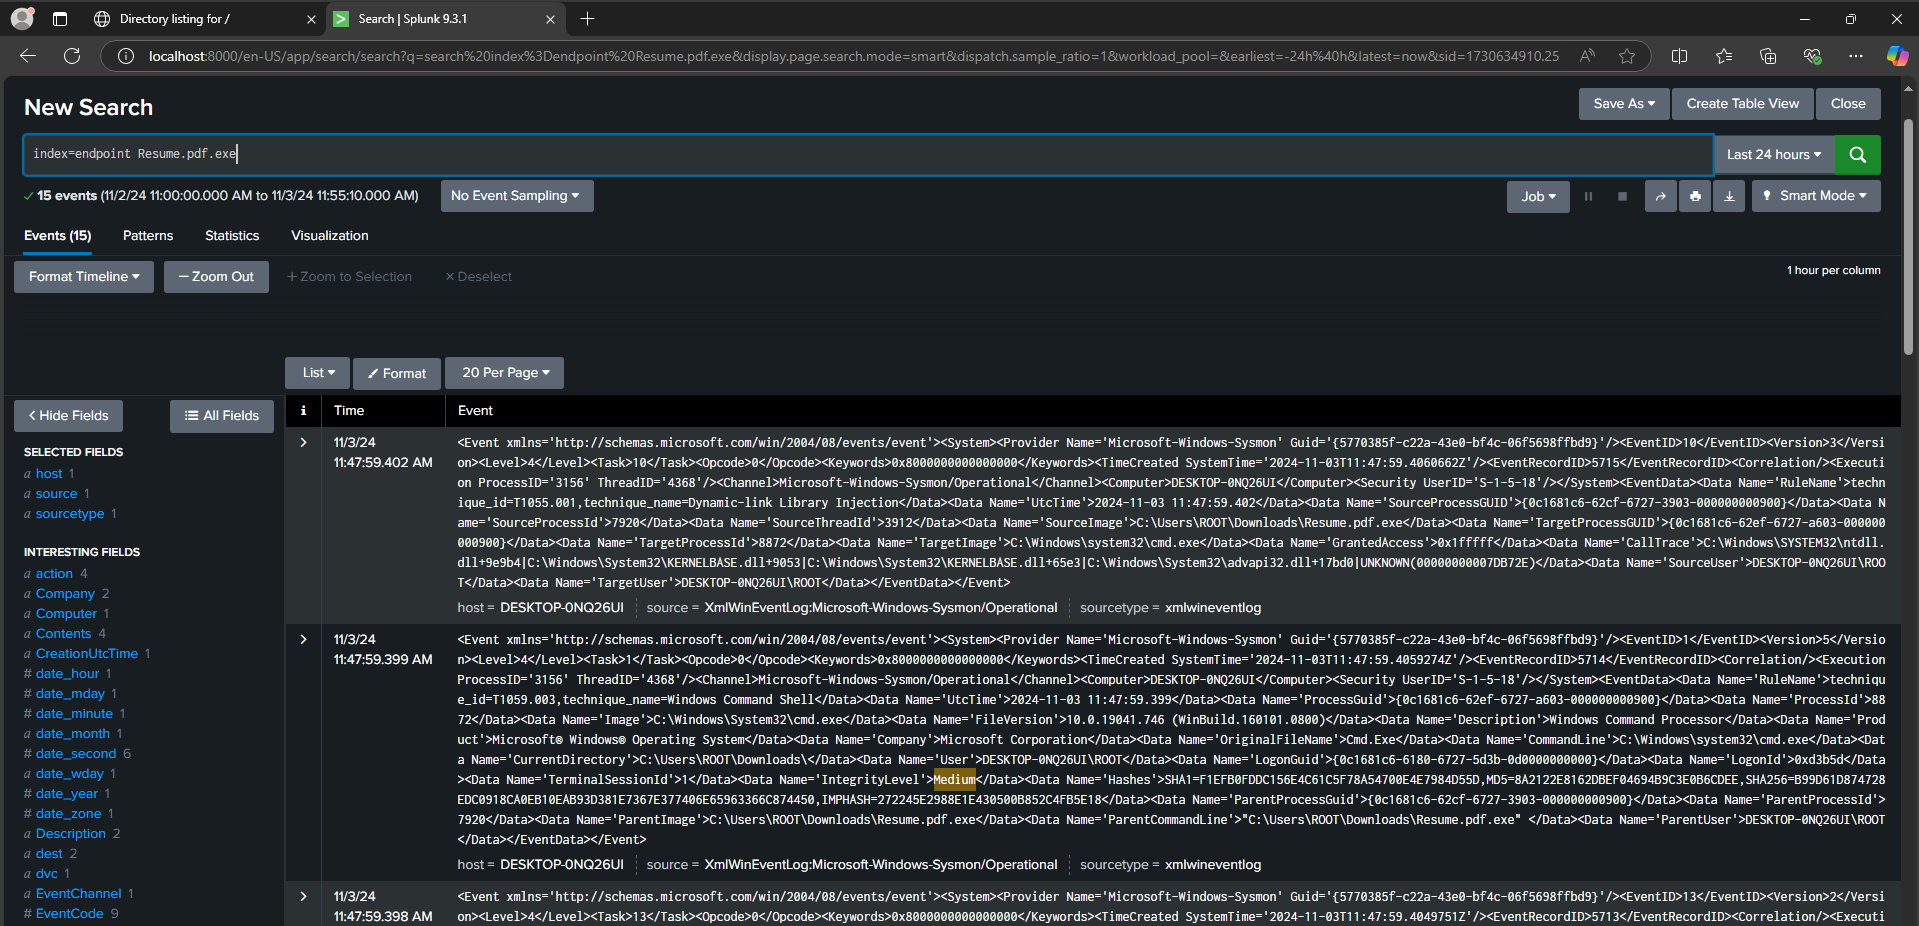 Directory listing for /
Search | Splunk 9.3.1
localhost:8000/en-US/app/search/search?q=search%20index%3Dendpoint%20Resume.pdf.exe&display.page.search.mode=smart&dispatch.sample_ratio=1&workload_pool=&earliest=-24h%40h&latest=now&sid=1730634910.25
New Search
Save As
Create Table View
Close
index=endpoint Resume.pdf.exe
Last 24 hours
15 events (11/2/24 11:00:00.000 AM to 11/3/24 11:55:10.000 AM)
No Event Sampling
Job
Smart Mode
Events (15)
Patterns
Statistics
Visualization
Format Timeline
Zoom Out
+ Zoom to Selection
× Deselect
1 hour per column
List
Format
20 Per Page
< Hide Fields
All Fields
i
Time
Event
SELECTED FIELDS
a host 1
a source 1
a sourcetype 1
INTERESTING FIELDS
a action 4
a Company 2
a Computer 1
a Contents 4
a CreationUtcTime 1
# date_hour 1
# date_mday 1
# date_minute 1
a date_month 1
# date_second 6
a date_wday 1
# date_year 1
# date_zone 1
a Description 2
a dest 2
a dvc 1
a EventChannel 1
# EventCode 9
11/3/24
11:47:59.402 AM
<Event xmlns='http://schemas.microsoft.com/win/2004/08/events/event'><System><Provider Name='Microsoft-Windows-Sysmon' Guid='{5770385f-c22a-43e0-bf4c-06f5698ffbd9}'/><EventID>10</EventID><Version>3</Versi
on><Level>4</Level><Task>10</Task><Opcode>0</Opcode><Keywords>0x8000000000000000</Keywords><TimeCreated SystemTime='2024-11-03T11:47:59.4060662Z'/><EventRecordID>5715</EventRecordID><Correlation/><Executi
on ProcessID='3156' ThreadID='4368'/><Channel>Microsoft-Windows-Sysmon/Operational</Channel><Computer>DESKTOP-0NQ26UI</Computer><Security UserID='S-1-5-18'/></System><EventData><Data Name='RuleName'>techn
ique_id=T1055.001,technique_name=Dynamic-link Library Injection</Data><Data Name='UtcTime'>2024-11-03 11:47:59.402</Data><Data Name='SourceProcessGUID'>{0c1681c6-62cf-6727-3903-000000000900}</Data><Data N
ame='SourceProcessId'>7920</Data><Data Name='SourceThreadId'>3912</Data><Data Name='SourceImage'>C:\Users\ROOT\Downloads\Resume.pdf.exe</Data><Data Name='TargetProcessGUID'>{0c1681c6-62ef-6727-a603-000000
000900}</Data><Data Name='TargetProcessId'>8872</Data><Data Name='TargetImage'>C:\Windows\system32\cmd.exe</Data><Data Name='GrantedAccess'>0x1fffff</Data><Data Name='CallTrace'>C:\Windows\SYSTEM32\ntdll.
dll+9e9b4|C:\Windows\System32\KERNELBASE.dll+9053|C:\Windows\System32\KERNELBASE.dll+65e3|C:\Windows\System32\advapi32.dll+17bd0|UNKNOWN(00000000007DB72E)</Data><Data Name='SourceUser'>DESKTOP-0NQ26UI\ROO
T</Data><Data Name='TargetUser'>DESKTOP-0NQ26UI\ROOT</Data></EventData></Event>
host = DESKTOP-0NQ26UI
source = XmlWinEventLog:Microsoft-Windows-Sysmon/Operational
sourcetype = xmlwineventlog
11/3/24
11:47:59.399 AM
<Event xmlns='http://schemas.microsoft.com/win/2004/08/events/event'><System><Provider Name='Microsoft-Windows-Sysmon' Guid='{5770385f-c22a-43e0-bf4c-06f5698ffbd9}'/><EventID>1</EventID><Version>5</Versio
n><Level>4</Level><Task>1</Task><Opcode>0</Opcode><Keywords>0x8000000000000000</Keywords><TimeCreated SystemTime='2024-11-03T11:47:59.4059274Z'/><EventRecordID>5714</EventRecordID><Correlation/><Execution
ProcessID='3156' ThreadID='4368'/><Channel>Microsoft-Windows-Sysmon/Operational</Channel><Computer>DESKTOP-0NQ26UI</Computer><Security UserID='S-1-5-18'/></System><EventData><Data Name='RuleName'>techniqu
e_id=T1059.003,technique_name=Windows Command Shell</Data><Data Name='UtcTime'>2024-11-03 11:47:59.399</Data><Data Name='ProcessGuid'>{0c1681c6-62ef-6727-a603-000000000900}</Data><Data Name='ProcessId'>88
72</Data><Data Name='Image'>C:\Windows\System32\cmd.exe</Data><Data Name='FileVersion'>10.0.19041.746 (WinBuild.160101.0800)</Data><Data Name='Description'>Windows Command Processor</Data><Data Name='Prod
uct'>Microsoft® Windows® Operating System</Data><Data Name='Company'>Microsoft Corporation</Data><Data Name='OriginalFileName'>Cmd.Exe</Data><Data Name='CommandLine'>C:\Windows\system32\cmd.exe</Data><Dat
a Name='CurrentDirectory'>C:\Users\ROOT\Downloads\</Data><Data Name='User'>DESKTOP-0NQ26UI\ROOT</Data><Data Name='LogonGuid'>{0c1681c6-6180-6727-5d3b-0d0000000000}</Data><Data Name='LogonId'>0xd3b5d</Data
><Data Name='TerminalSessionId'>1</Data><Data Name='IntegrityLevel'>Medium</Data><Data Name='Hashes'>SHA1=F1EFB0FDDC156E4C61C5F78A54700E4E7984D55D,MD5=8A2122E8162DBEF04694B9C3E0B6CDEE,SHA256=B99D61D874728
EDC0918CA0EB10EAB93D381E7367E377406E65963366C874450,IMPHASH=272245E2988E1E430500B852C4FB5E18</Data><Data Name='ParentProcessGuid'>{0c1681c6-62cf-6727-3903-000000000900}</Data><Data Name='ParentProcessId'>
7920</Data><Data Name='ParentImage'>C:\Users\ROOT\Downloads\Resume.pdf.exe</Data><Data Name='ParentCommandLine'>"C:\Users\ROOT\Downloads\Resume.pdf.exe" </Data><Data Name='ParentUser'>DESKTOP-0NQ26UI\ROOT
</Data></EventData></Event>
host = DESKTOP-0NQ26UI
source = XmlWinEventLog:Microsoft-Windows-Sysmon/Operational
sourcetype = xmlwineventlog
11/3/24
11:47:59.398 AM
<Event xmlns='http://schemas.microsoft.com/win/2004/08/events/event'><System><Provider Name='Microsoft-Windows-Sysmon' Guid='{5770385f-c22a-43e0-bf4c-06f5698ffbd9}'/><EventID>13</EventID><Version>2</Versi
on><Level>4</Level><Task>13</Task><Opcode>0</Opcode><Keywords>0x8000000000000000</Keywords><TimeCreated SystemTime='2024-11-03T11:47:59.4049751Z'/><EventRecordID>5713</EventRecordID><Correlation/><Executi